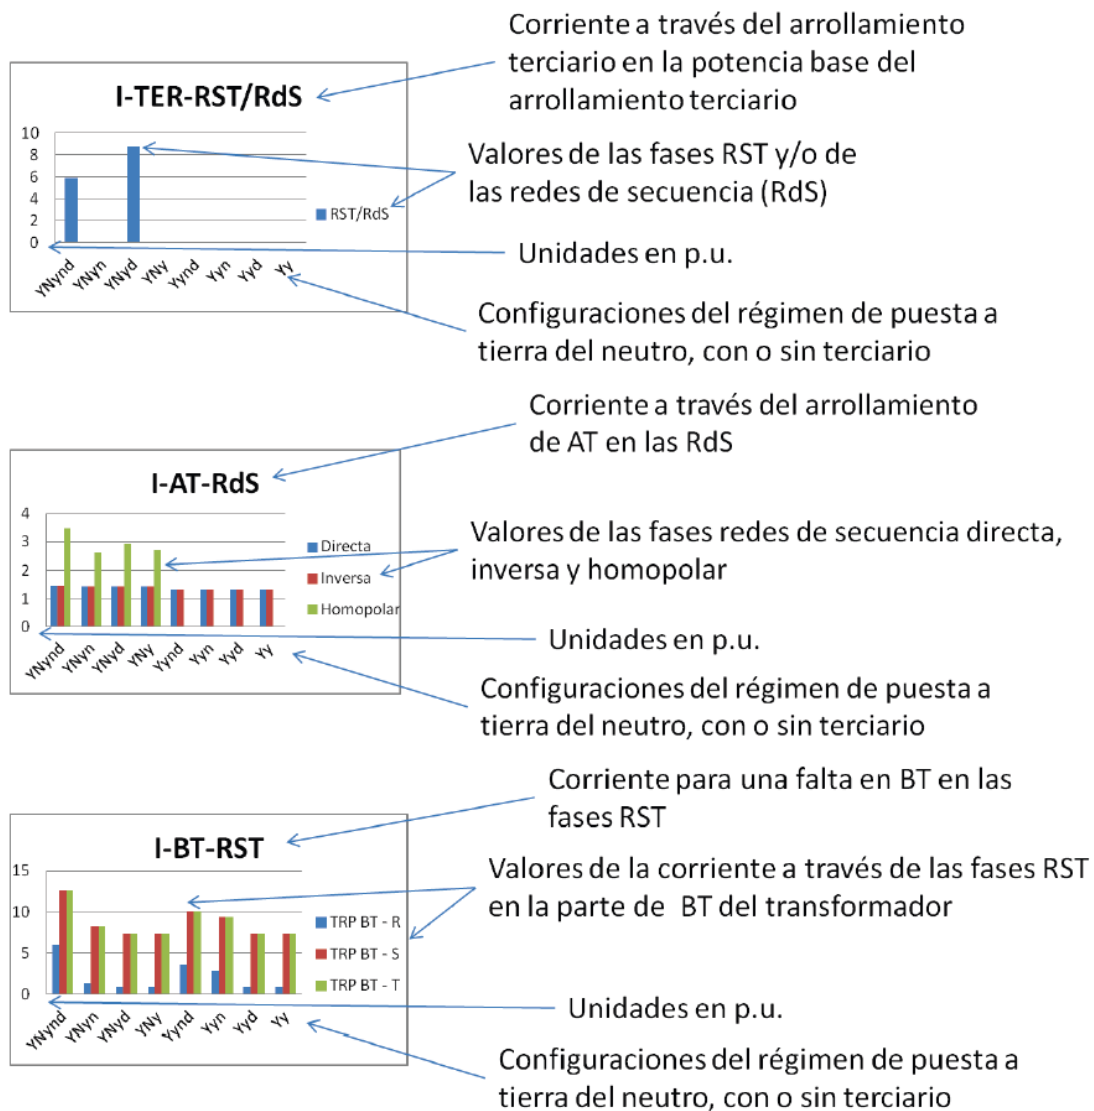 Corriente a través del arrollamiento
terciario en la potencia base del
arrollamiento terciario
I-TER-RST/RdS
10
8
6
4
2
0
RST/RdS
YNynd
YNyn
YNyd
YNy
Yynd
Yyn
Yyd
Yy
Valores de las fases RST y/o de
las redes de secuencia (RdS)
Unidades en p.u.
Configuraciones del régimen de puesta a
tierra del neutro, con o sin terciario
Corriente a través del arrollamiento
de AT en las RdS
I-AT-RdS
4
3
2
1
0
Directa
Inversa
Homopolar
YNynd
YNyn
YNyd
YNy
Yynd
Yyn
Yyd
Yy
Valores de las fases redes de secuencia directa,
inversa y homopolar
Unidades en p.u.
Configuraciones del régimen de puesta a
tierra del neutro, con o sin terciario
Corriente para una falta en BT en las
fases RST
I-BT-RST
15
10
5
0
TRP BT - R
TRP BT - S
TRP BT - T
YNynd
YNyn
YNyd
YNy
Yynd
Yyn
Yyd
Yy
Valores de la corriente a través de las fases RST
en la parte de BT del transformador
Unidades en p.u.
Configuraciones del régimen de puesta a
tierra del neutro, con o sin terciario